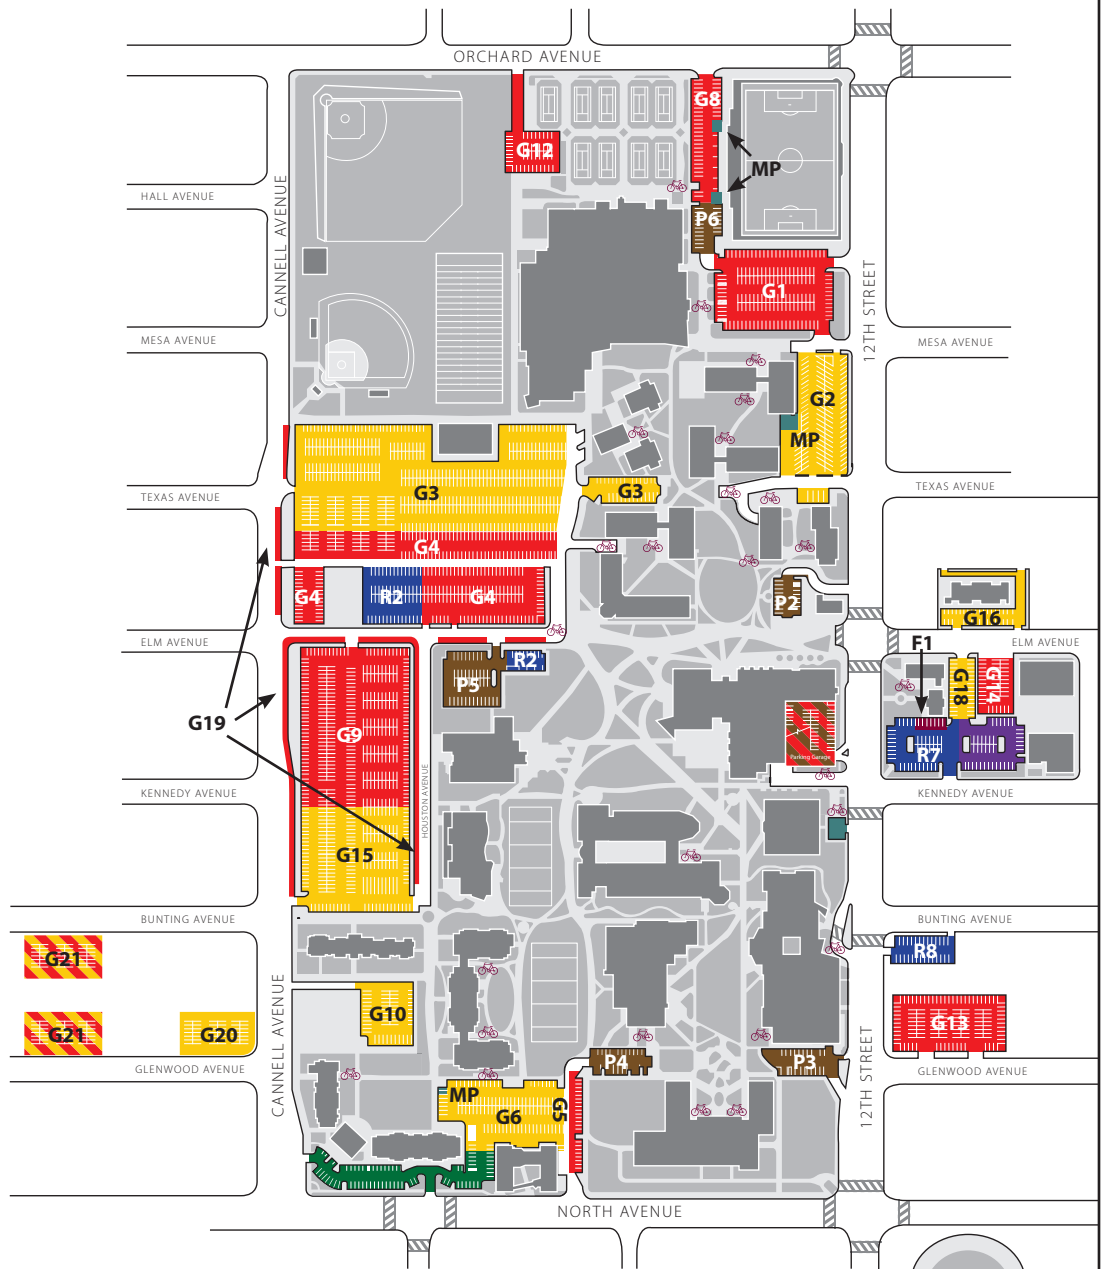 ORCHARD AVENUE
G8
G12
MP
HALL AVENUE
CANNELL AVENUE
P6
12TH STREET
G1
MESA AVENUE
MESA AVENUE
G2
MP
G3
G3
TEXAS AVENUE
TEXAS AVENUE
G4
G4
R2
G4
P2
G16
ELM AVENUE
ELM AVENUE
F1
R2
P5
G18
G14
G19
G9
R7
Parking Garage
HOUSTON AVENUE
KENNEDY AVENUE
KENNEDY AVENUE
G15
BUNTING AVENUE
BUNTING AVENUE
G21
R8
CANNELL AVENUE
G10
G21
G20
G13
12TH STREET
P4
P3
GLENWOOD AVENUE
GLENWOOD AVENUE
MP
G6
G5
NORTH AVENUE